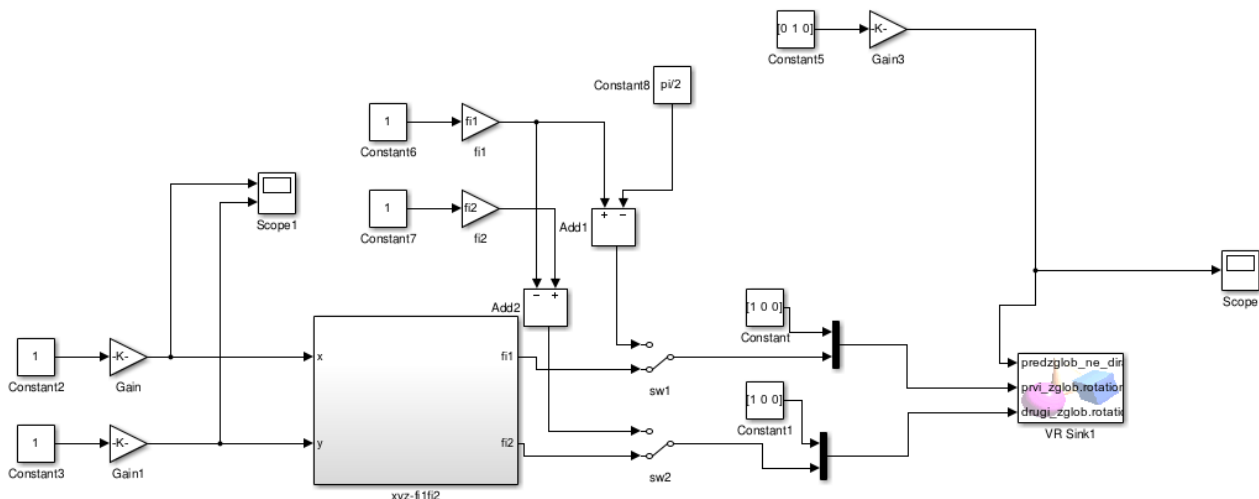 [0 1 0]
-K-
Constant5
Gain3
Constant8
pi/2
1
fi1
Constant6
fi1
1
fi2
Constant7
fi2
Scope1
+ −
Add1
− +
Add2
[1 0 0]
Constant
Scope
1
-K-
Constant2
Gain
x
fi1
sw1
predzglob_ne_dira
prvi_zglob.rotation
drugi_zglob.rotatio
VR Sink1
[1 0 0]
Constant1
1
-K-
Constant3
Gain1
y
fi2
sw2
xyz-fi1fi2